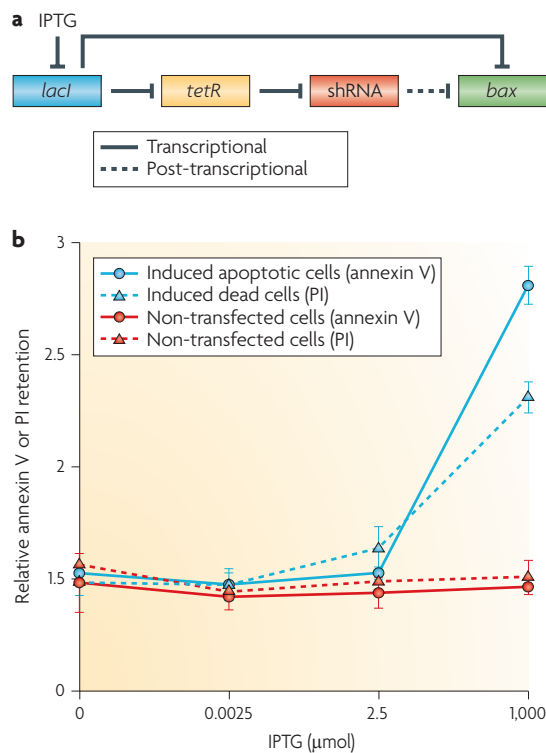 a
IPTG
lacI
tetR
shRNA
bax
Transcriptional
Post-transcriptional
b
3
2.5
2
1.5
1
0
Induced apoptotic cells (annexin V)
Induced dead cells (PI)
Non-transfected cells (annexin V)
Non-transfected cells (PI)
Relative annexin V or PI retention
0
0.0025
2.5
1,000
IPTG (μmol)